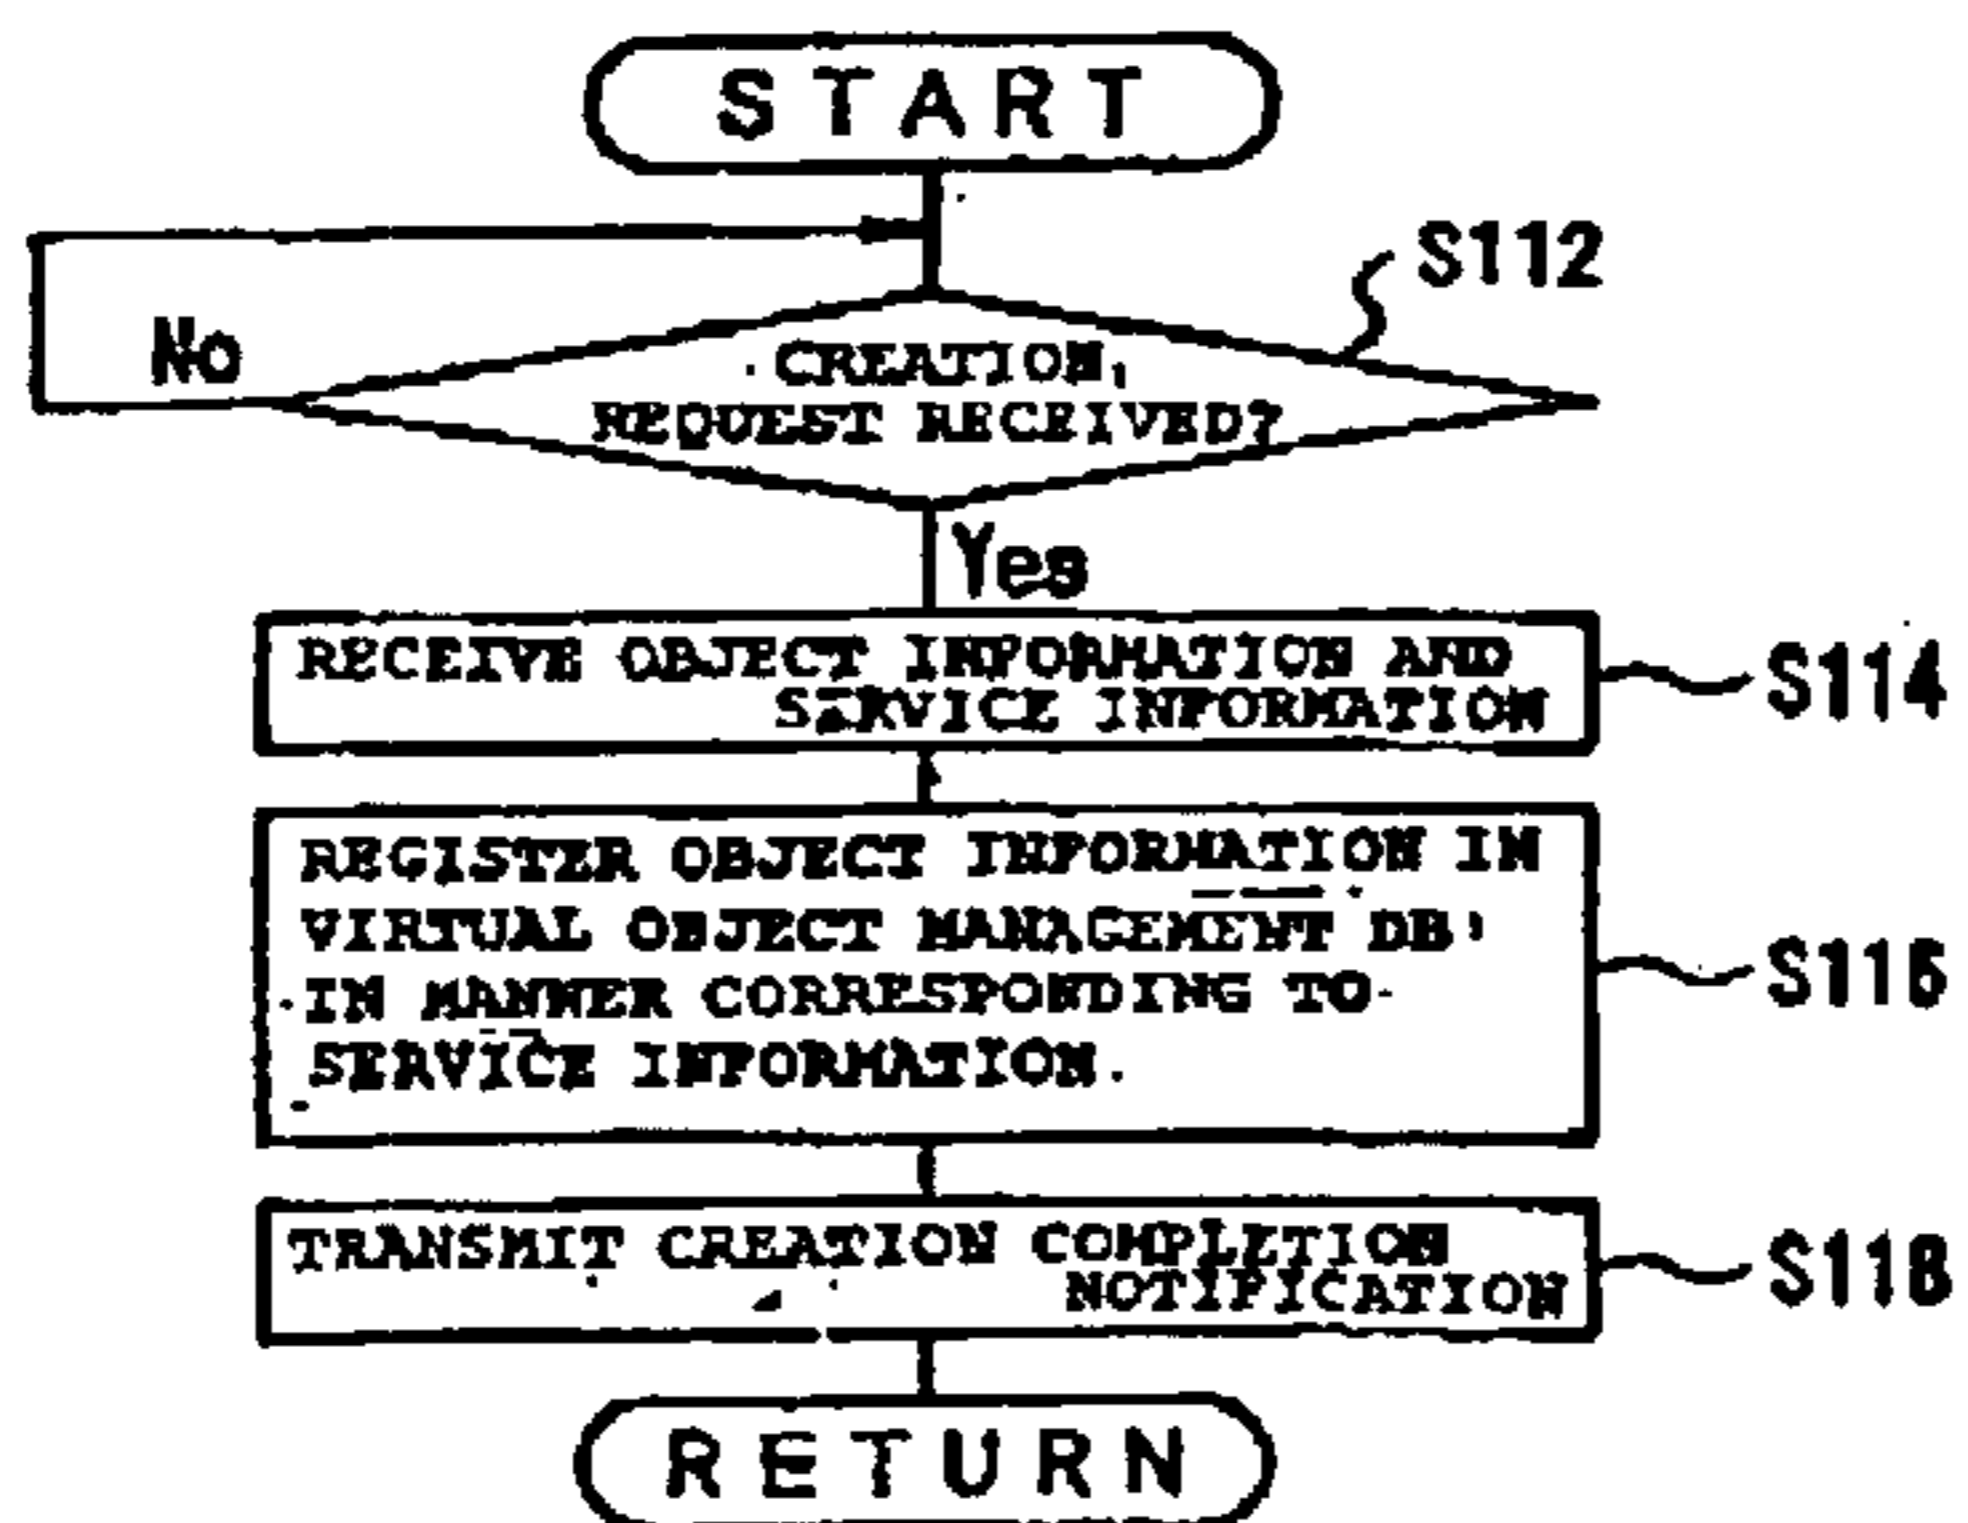 START
S112
No
CREATION
REQUEST RECEIVED?
Yes
RECEIVE OBJECT INFORMATION AND
SERVICE INFORMATION
S114
REGISTER OBJECT INFORMATION IN
VIRTUAL OBJECT MANAGEMENT DB
IN MANNER CORRESPONDING TO
SERVICE INFORMATION.
S116
TRANSMIT CREATION COMPLETION
NOTIFICATION
S118
RETURN